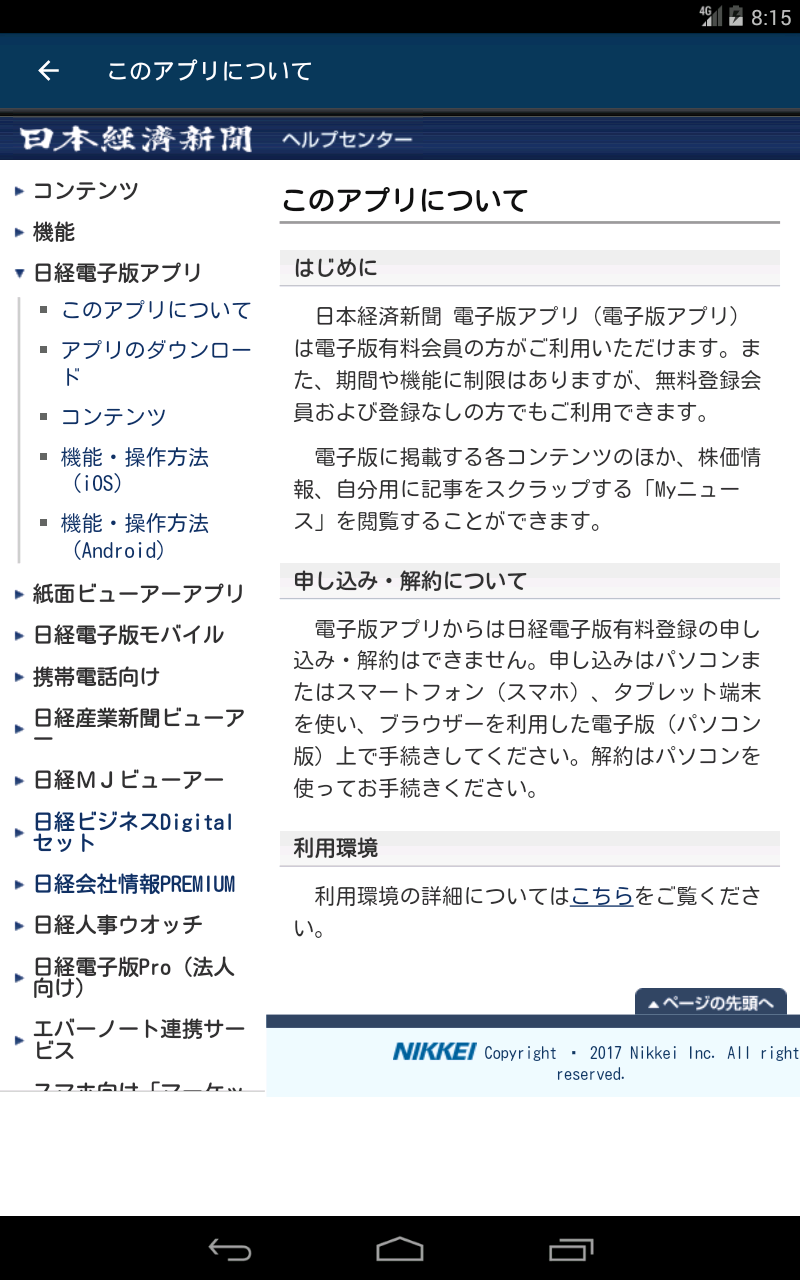 4G 8:15
このアプリについて
日本経済新聞 ヘルプセンター
コンテンツ
機能
日経電子版アプリ
このアプリについて
アプリのダウンロー
ド
コンテンツ
機能・操作方法
（iOS）
機能・操作方法
（Android）
紙面ビューアーアプリ
日経電子版モバイル
携帯電話向け
日経産業新聞ビューア
ー
日経ＭＪビューアー
日経ビジネスDigital
セット
日経会社情報PREMIUM
日経人事ウオッチ
日経電子版Pro（法人
向け）
エバーノート連携サー
ビス
スマホ向け「マーケッ
このアプリについて
はじめに
日本経済新聞 電子版アプリ（電子版アプリ）
は電子版有料会員の方がご利用いただけます。ま
た、期間や機能に制限はありますが、無料登録会
員および登録なしの方でもご利用できます。
電子版に掲載する各コンテンツのほか、株価情
報、自分用に記事をスクラップする「Myニュー
ス」を閲覧することができます。
申し込み・解約について
電子版アプリからは日経電子版有料登録の申し
込み・解約はできません。申し込みはパソコンま
たはスマートフォン（スマホ）、タブレット端末
を使い、ブラウザーを利用した電子版（パソコン
版）上で手続きしてください。解約はパソコンを
使ってお手続きください。
利用環境
利用環境の詳細についてはこちらをご覧くださ
い。
ページの先頭へ
NIKKEI Copyright ・ 2017 Nikkei Inc. All right
reserved.